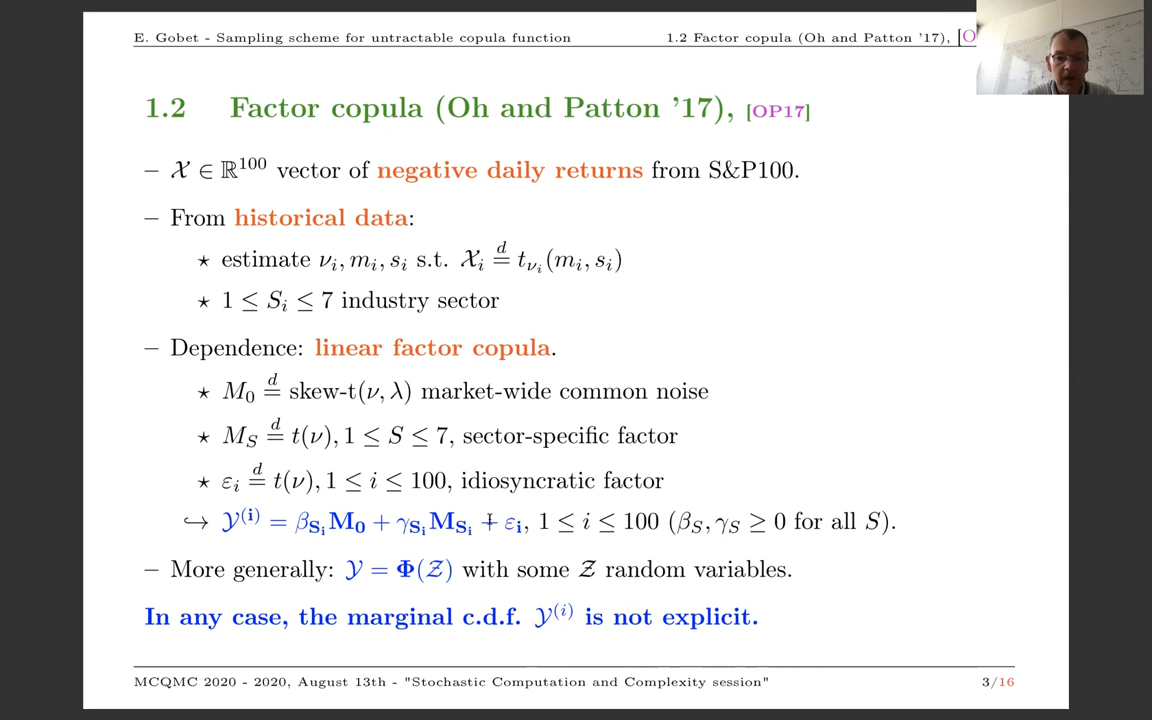 E. Gobet - Sampling scheme for untractable copula function 1.2 Factor copula (Oh and Patton '17), [O
1.2 Factor copula (Oh and Patton '17), [OP17]
– 𝒳 ∈ ℝ¹⁰⁰ vector of negative daily returns from S&P100.
– From historical data:
⋆ estimate νᵢ, mᵢ, sᵢ s.t. 𝒳ᵢ =ᵈ t_νᵢ(mᵢ, sᵢ)
⋆ 1 ≤ Sᵢ ≤ 7 industry sector
– Dependence: linear factor copula.
⋆ M₀ =ᵈ skew-t(ν, λ) market-wide common noise
⋆ M_S =ᵈ t(ν), 1 ≤ S ≤ 7, sector-specific factor
⋆ εᵢ =ᵈ t(ν), 1 ≤ i ≤ 100, idiosyncratic factor
↪ 𝒴⁽ⁱ⁾ = β_Sᵢ M₀ + γ_Sᵢ M_Sᵢ + εᵢ, 1 ≤ i ≤ 100 (β_S, γ_S ≥ 0 for all S).
– More generally: 𝒴 = Φ(𝒵) with some 𝒵 random variables.
In any case, the marginal c.d.f. 𝒴⁽ⁱ⁾ is not explicit.
MCQMC 2020 - 2020, August 13th - "Stochastic Computation and Complexity session" 3/16